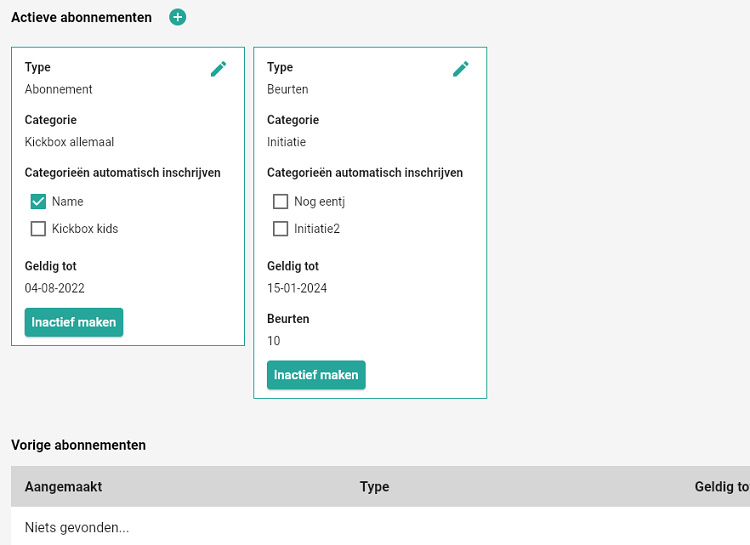 Actieve abonnementen
Type
Abonnement
Categorie
Kickbox allemaal
Categorieën automatisch inschrijven
Name
Kickbox kids
Geldig tot
04-08-2022
Inactief maken
Type
Beurten
Categorie
Initiatie
Categorieën automatisch inschrijven
Nog eentj
Initiatie2
Geldig tot
15-01-2024
Beurten
10
Inactief maken
Vorige abonnementen
Aangemaakt Type Geldig to
Niets gevonden...